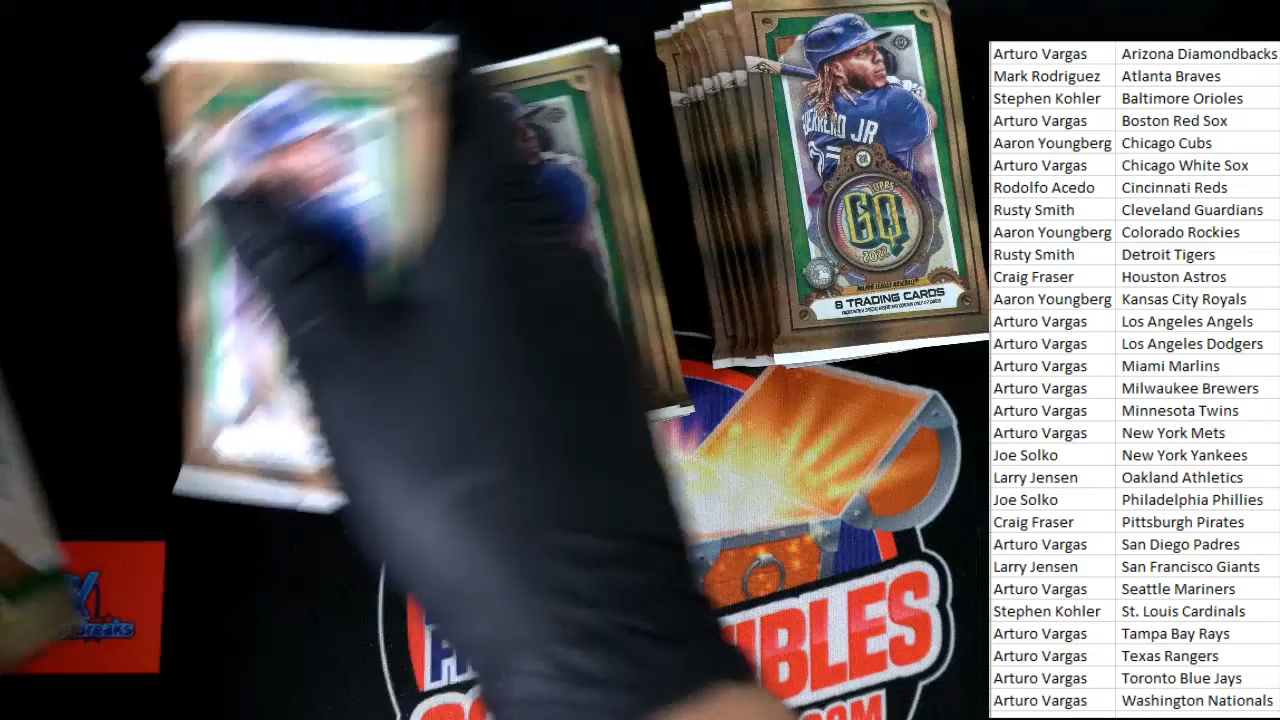 GUERRERO JR
22
TOPPS
GQ
2022
MAJOR LEAGUE BASEBALL
8 TRADING CARDS
IBLES
.COM
Breaks
Arturo Vargas Arizona Diamondbacks
Mark Rodriguez Atlanta Braves
Stephen Kohler Baltimore Orioles
Arturo Vargas Boston Red Sox
Aaron Youngberg Chicago Cubs
Arturo Vargas Chicago White Sox
Rodolfo Acedo Cincinnati Reds
Rusty Smith Cleveland Guardians
Aaron Youngberg Colorado Rockies
Rusty Smith Detroit Tigers
Craig Fraser Houston Astros
Aaron Youngberg Kansas City Royals
Arturo Vargas Los Angeles Angels
Arturo Vargas Los Angeles Dodgers
Arturo Vargas Miami Marlins
Arturo Vargas Milwaukee Brewers
Arturo Vargas Minnesota Twins
Arturo Vargas New York Mets
Joe Solko New York Yankees
Larry Jensen Oakland Athletics
Joe Solko Philadelphia Phillies
Craig Fraser Pittsburgh Pirates
Arturo Vargas San Diego Padres
Larry Jensen San Francisco Giants
Arturo Vargas Seattle Mariners
Stephen Kohler St. Louis Cardinals
Arturo Vargas Tampa Bay Rays
Arturo Vargas Texas Rangers
Arturo Vargas Toronto Blue Jays
Arturo Vargas Washington Nationals